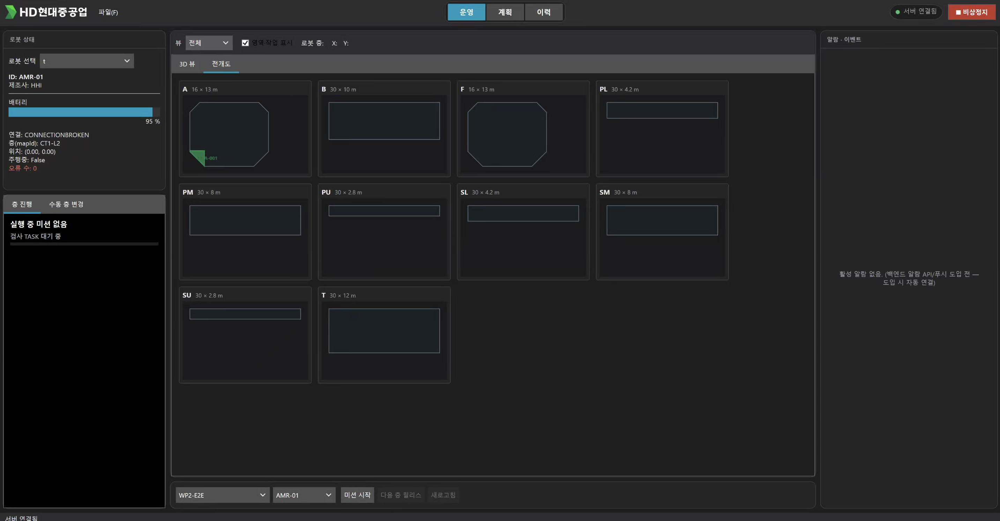 HD현대중공업 파일(F)
운영 계획 이력
서버 연결됨 비상정지
로봇 상태
로봇 선택 t
ID: AMR-01
제조사: HHI
배터리
95 %
연결: CONNECTIONBROKEN
층(mapId): CT1-L2
위치: (0.00, 0.00)
주행중: False
오류 수: 0
층 진행 수동 층 변경
실행 중 미션 없음
검사 TASK 대기 중
뷰 전체 영역·작업 표시 로봇 층: X: Y:
3D 뷰 전개도
A 16 × 13 m
A-001
B 30 × 10 m
F 16 × 13 m
PL 30 × 4.2 m
PM 30 × 8 m
PU 30 × 2.8 m
SL 30 × 4.2 m
SM 30 × 8 m
SU 30 × 2.8 m
T 30 × 12 m
WP2-E2E AMR-01 미션 시작 다음 층 릴리스 새로고침
알람 · 이벤트
활성 알람 없음. (백엔드 알람 API/푸시 도입 전 —
도입 시 자동 연결)
서버 연결됨